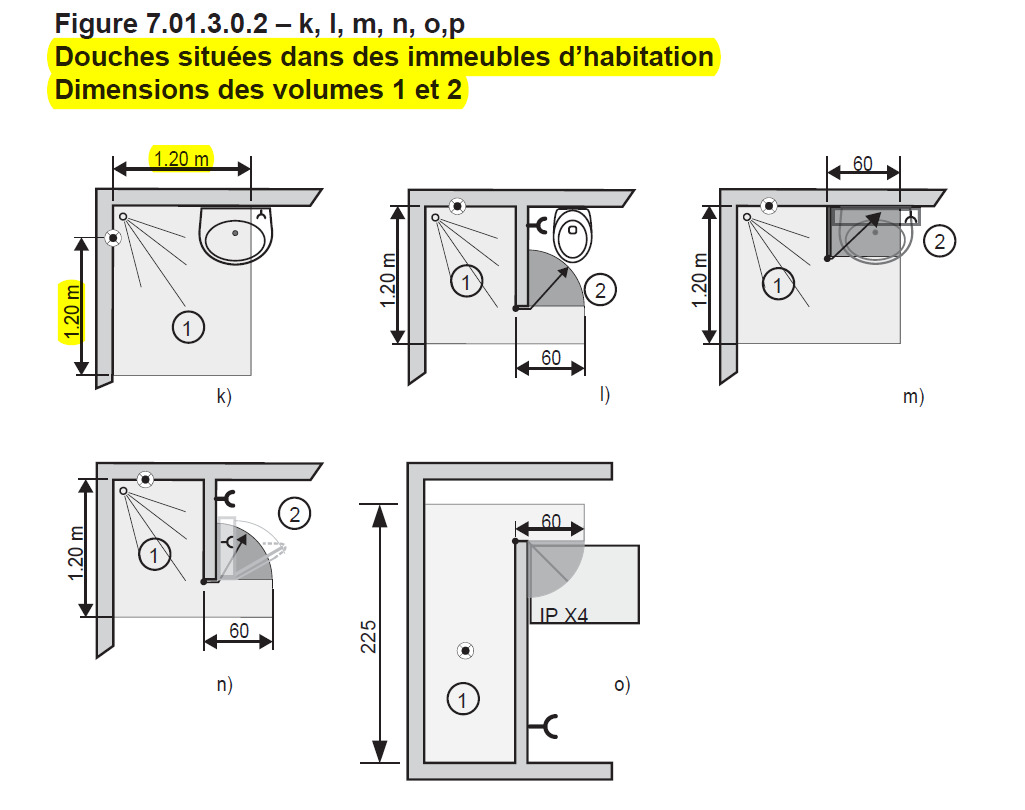 Figure 7.01.3.0.2 – k, l, m, n, o,p
Douches situées dans des immeubles d’habitation
Dimensions des volumes 1 et 2
1.20 m
1.20 m
1
k)
1.20 m
1
2
60
l)
60
1.20 m
1
2
m)
1.20 m
1
2
60
n)
60
IP X4
225
1
o)